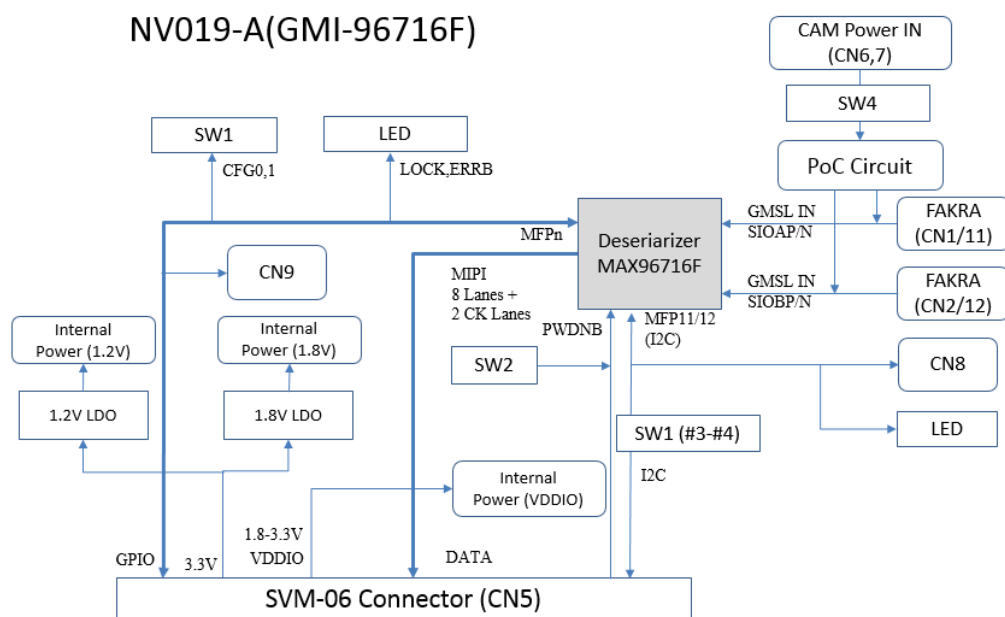 NV019-A(GMI-96716F)
CAM Power IN
(CN6,7)
SW4
SW1
LED
PoC Circuit
CFG0,1
LOCK,ERRB
GMSL IN
SIOAP/N
FAKRA
(CN1/11)
MFPn
Deseriarizer
MAX96716F
CN9
MIPI
8 Lanes +
2 CK Lanes
GMSL IN
SIOBP/N
FAKRA
(CN2/12)
Internal
Power (1.2V)
Internal
Power (1.8V)
PWDNB
MFP11/12
(I2C)
SW2
CN8
1.2V LDO
1.8V LDO
SW1 (#3-#4)
LED
I2C
Internal
Power (VDDIO)
1.8-3.3V
VDDIO
GPIO
3.3V
DATA
SVM-06 Connector (CN5)